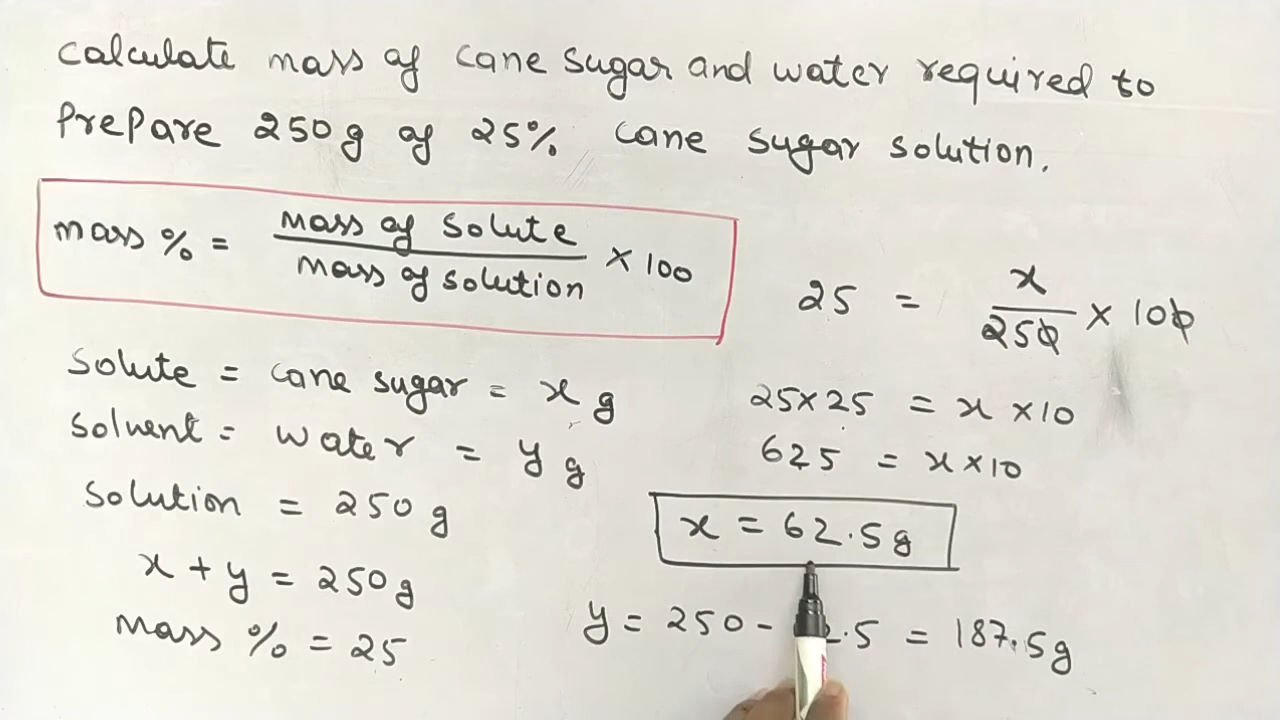 calculate mass of cane sugar and water required to
Prepare 250g of 25% cane sugar solution.
mass % = mass of solute / mass of solution × 100
solute = cane sugar = x g
solvent = water = y g
solution = 250 g
x + y = 250g
mass % = 25
25 = x / 250 × 100
25×25 = x × 10
625 = x × 10
x = 62.5g
y = 250 - 2.5 = 187.5g